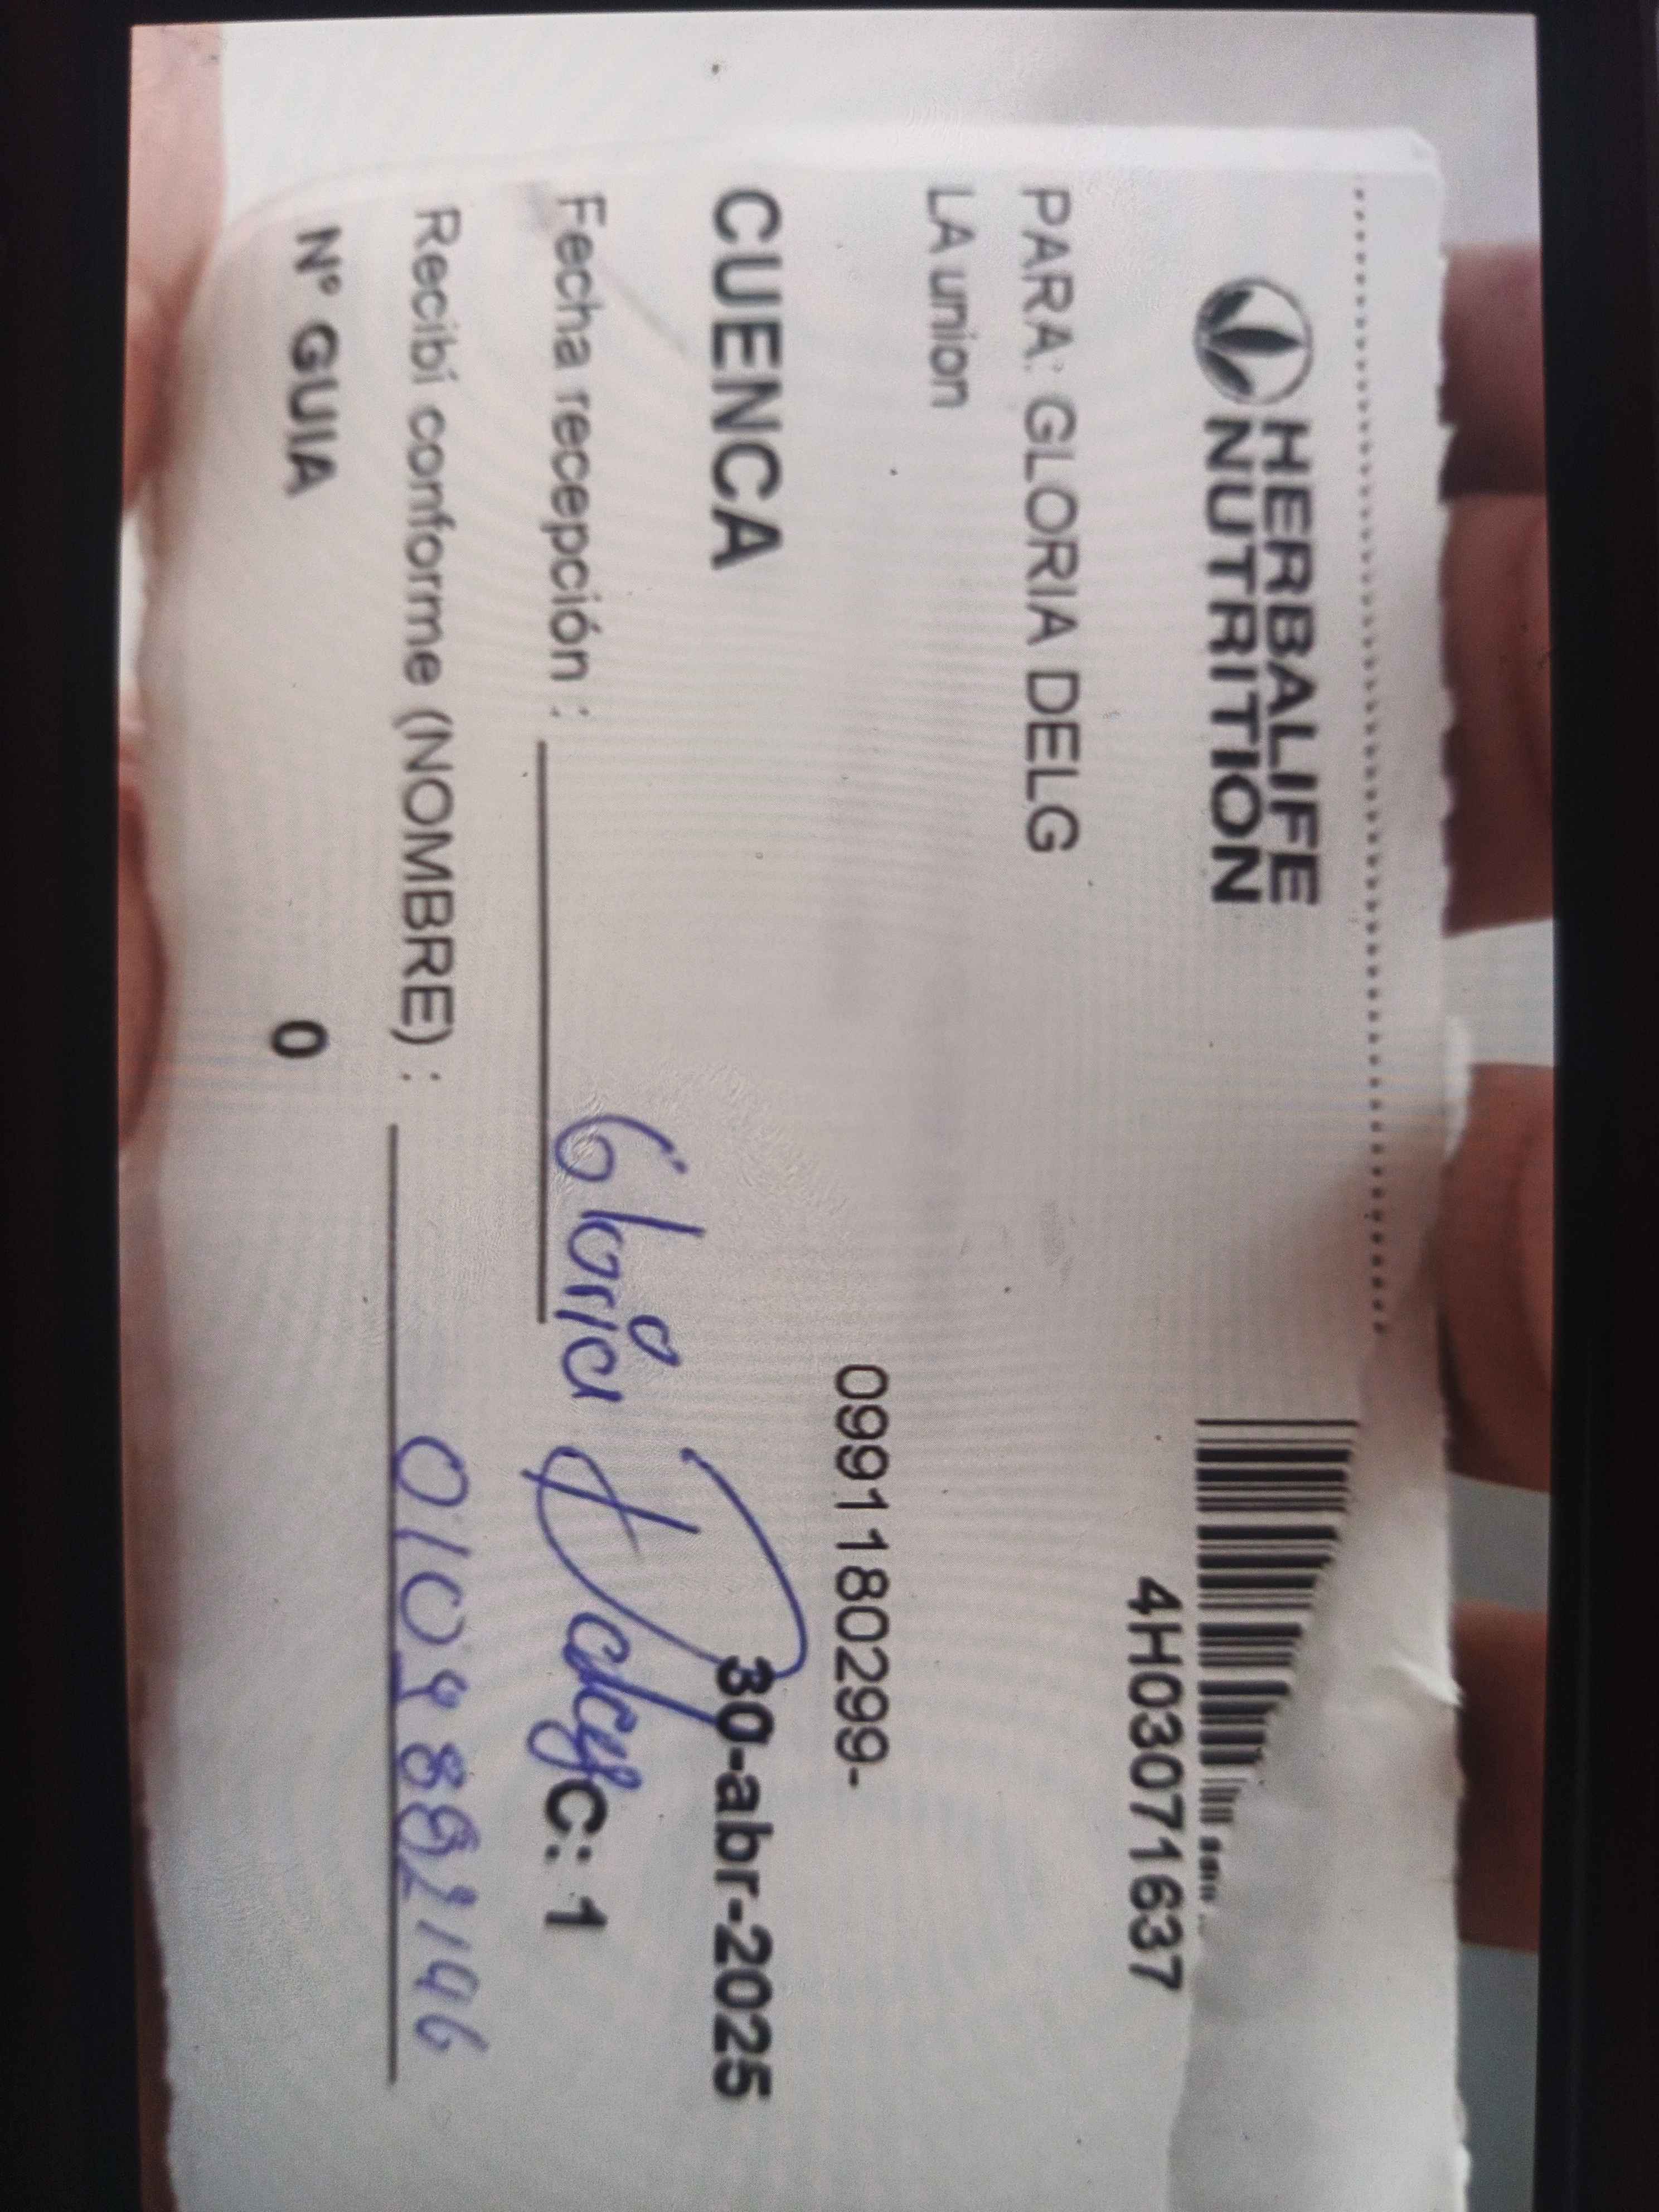 HERBALIFE
NUTRITION
4H03071637
PARA: GLORIA DELG
LA union
0991180299-
CUENCA
30-abr-2025
Fecha recepción :
Gloria
C: 1
Recibí conforme (NOMBRE) :
N° GUIA
0